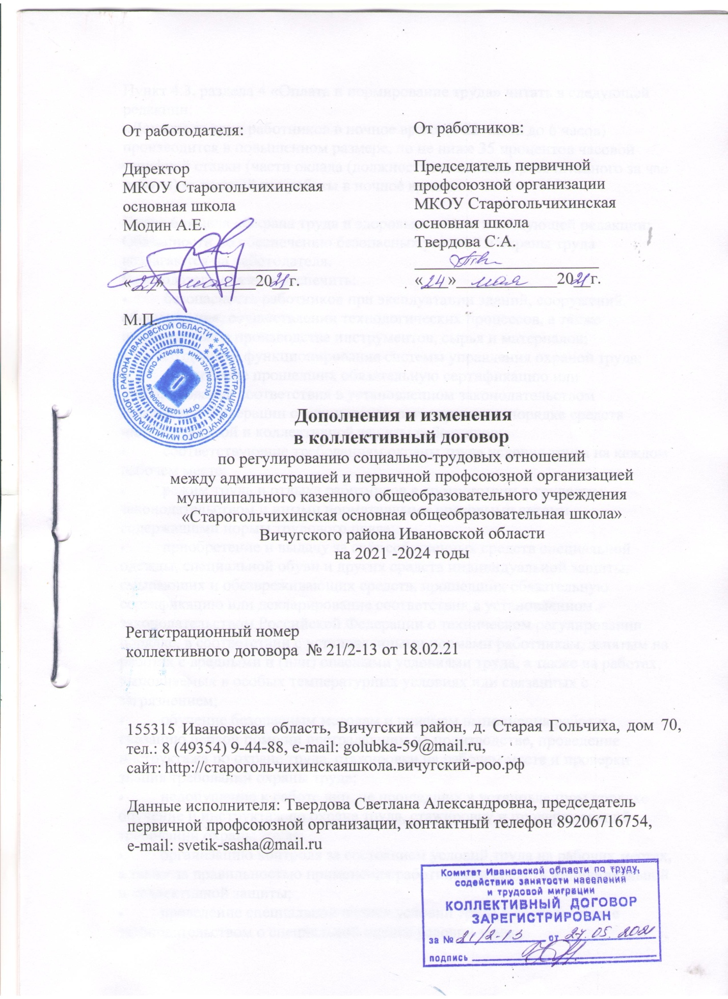 От работодателя:
Директор
МКОУ Старогольчихинская
основная школа
Модин А.Е.
«24» мая 2021г.
М.П.
От работников:
Председатель первичной
профсоюзной организации
МКОУ Старогольчихинская
основная школа
Твердова С.А.
«24» мая 2021г.
ОКПО 44760485 ИНН
ОГРН
АДМИНИСТРАЦИЯ ВИЧУГСКОГО МУНИЦИПАЛЬНОГО РАЙОНА ИВАНОВСКОЙ ОБЛАСТИ
Дополнения и изменения
в коллективный договор
по регулированию социально-трудовых отношений
между администрацией и первичной профсоюзной организацией
муниципального казенного общеобразовательного учреждения
«Старогольчихинская основная общеобразовательная школа»
Вичугского района Ивановской области
на 2021 -2024 годы
Регистрационный номер
коллективного договора № 21/2-13 от 18.02.21
155315 Ивановская область, Вичугский район, д. Старая Гольчиха, дом 70,
тел.: 8 (49354) 9-44-88, e-mail: golubka-59@mail.ru,
сайт: http://старогольчихинскаяшкола.вичугский-роо.рф
Данные исполнителя: Твердова Светлана Александровна, председатель
первичной профсоюзной организации, контактный телефон 89206716754,
e-mail: svetik-sasha@mail.ru
Комитет Ивановской области по труду,
содействию занятости населения
и трудовой миграции
КОЛЛЕКТИВНЫЙ ДОГОВОР
ЗАРЕГИСТРИРОВАН
за № 21/2-13 от 27.05.2021
подпись